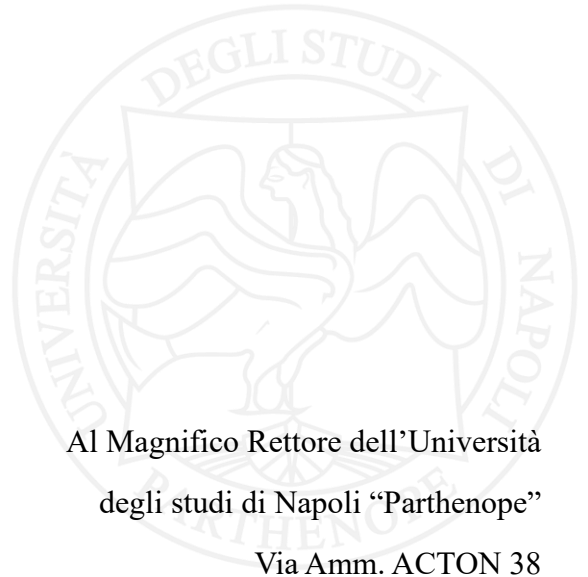 UNIVERSITÀ DEGLI STUDI DI NAPOLI
PARTHENOPE
Al Magnifico Rettore dell’Università
degli studi di Napoli “Parthenope”
Via Amm. ACTON 38